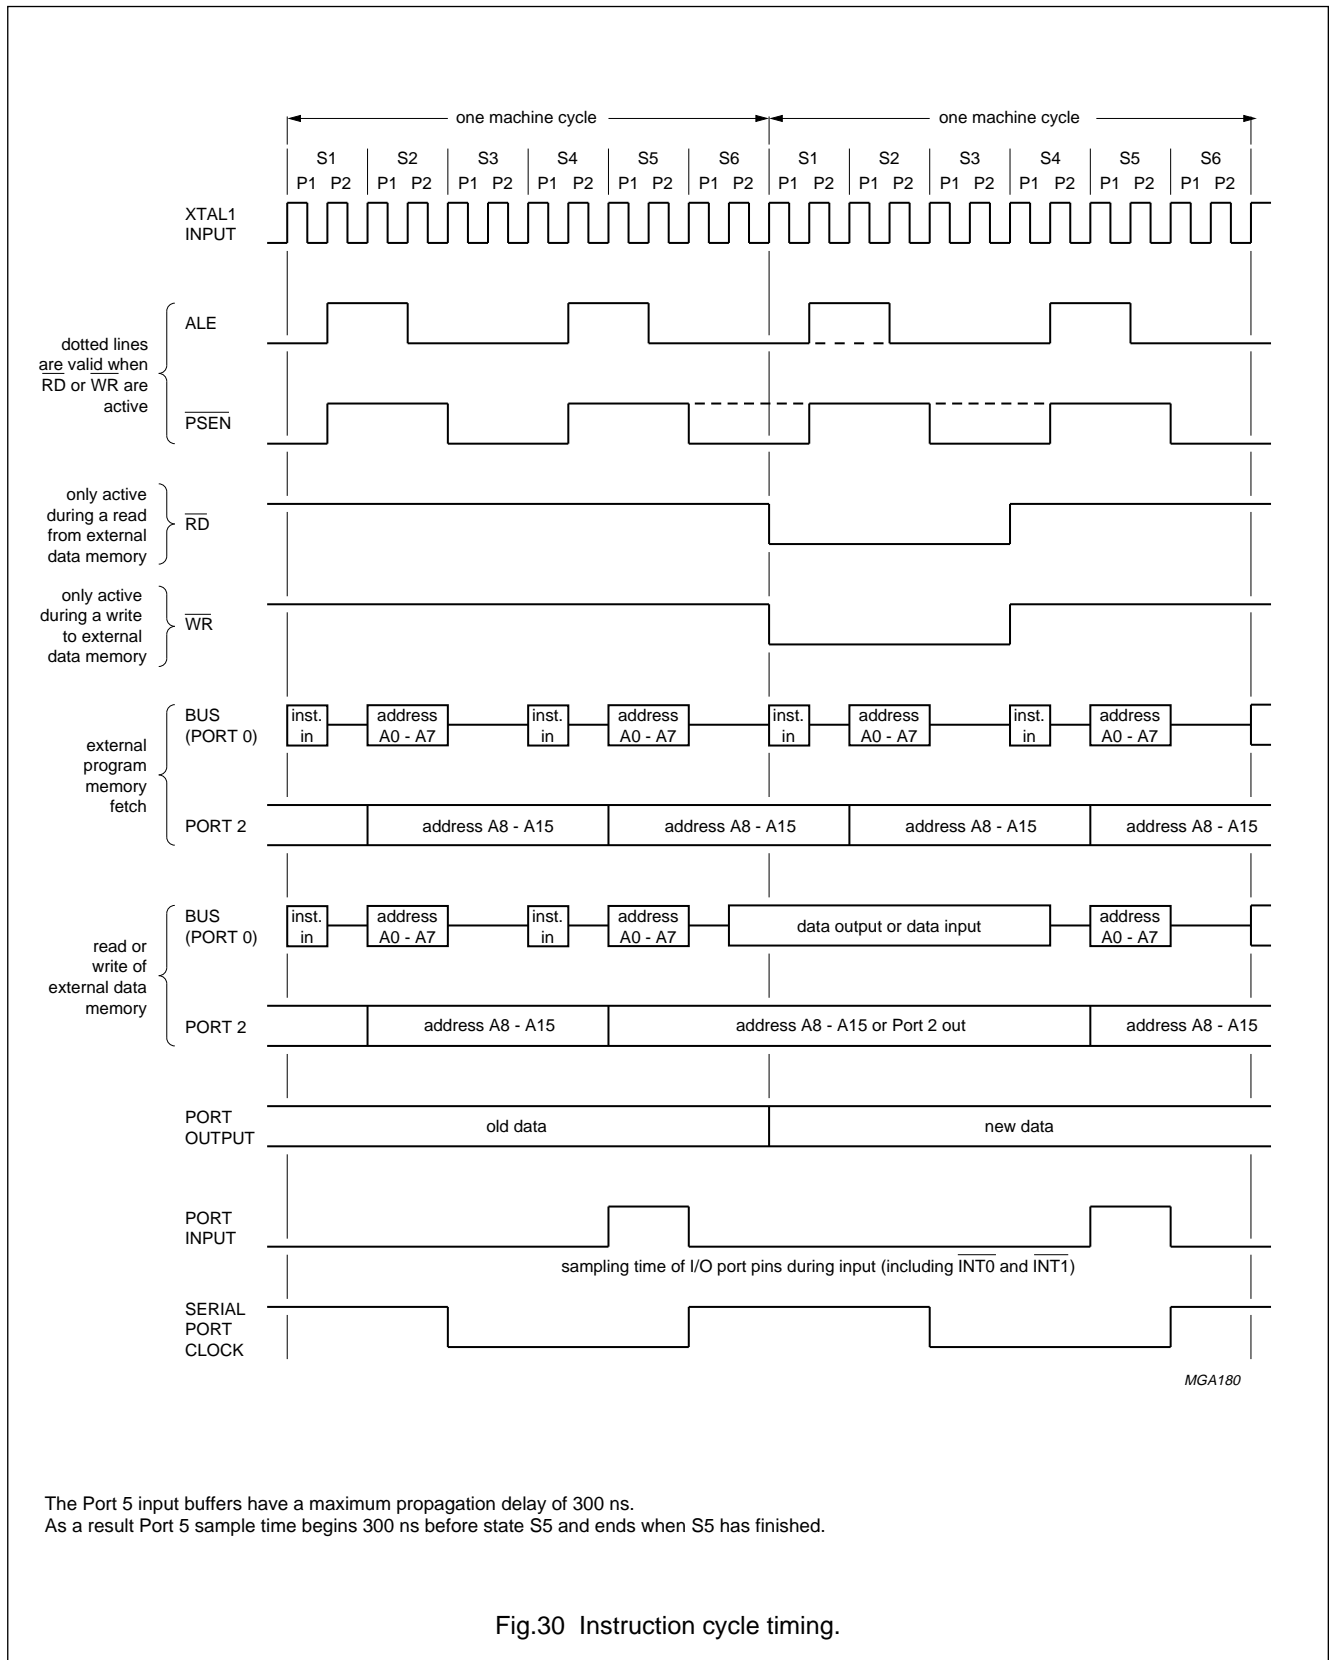 one machine cycle one machine cycle
S1 S2 S3 S4 S5 S6 S1 S2 S3 S4 S5 S6
P1 P2 P1 P2 P1 P2 P1 P2 P1 P2 P1 P2 P1 P2 P1 P2 P1 P2 P1 P2 P1 P2 P1 P2
XTAL1
INPUT
dotted lines
are valid when
RD or WR are
active
ALE
PSEN
only active
during a read
from external
data memory
RD
only active
during a write
to external
data memory
WR
external
program
memory
fetch
BUS
(PORT 0)
inst. address inst. address inst. address inst. address
in A0 - A7 in A0 - A7 in A0 - A7 in A0 - A7
PORT 2
address A8 - A15 address A8 - A15 address A8 - A15 address A8 - A15
read or
write of
external data
memory
BUS
(PORT 0)
inst. address inst. address data output or data input address
in A0 - A7 in A0 - A7 A0 - A7
PORT 2
address A8 - A15 address A8 - A15 or Port 2 out address A8 - A15
PORT
OUTPUT
old data new data
PORT
INPUT
sampling time of I/O port pins during input (including INT0 and INT1)
SERIAL
PORT
CLOCK
MGA180
The Port 5 input buffers have a maximum propagation delay of 300 ns.
As a result Port 5 sample time begins 300 ns before state S5 and ends when S5 has finished.
Fig.30 Instruction cycle timing.